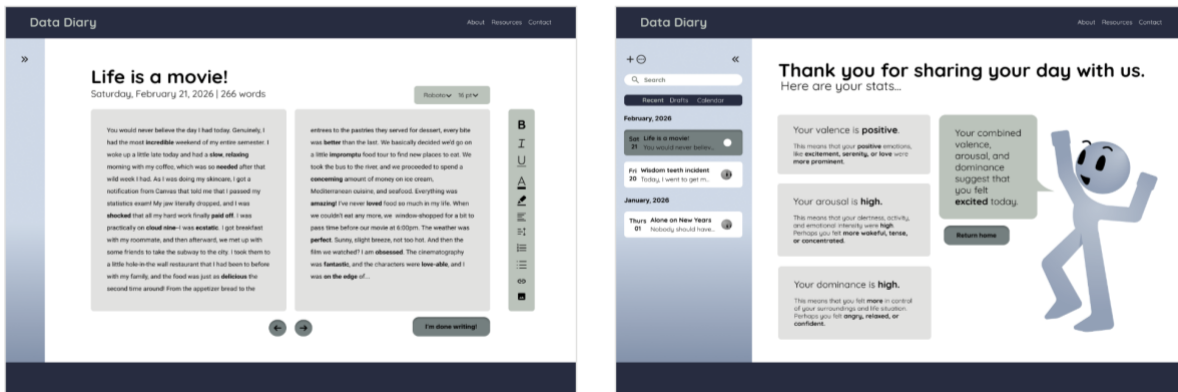 Data Diary
About Resources Contact
»
Life is a movie!
Saturday, February 21, 2026 | 266 words
Roboto 16 pt
You would never believe the day I had today. Genuinely, I
had the most incredible weekend of my entire semester. I
woke up a little late today and had a slow, relaxing
morning with my coffee, which was so needed after that
wild week I had. As I was doing my skincare, I got a
notification from Canvas that told me that I passed my
statistics exam! My jaw literally dropped, and I was
shocked that all my hard work finally paid off. I was
practically on cloud nine–I was ecstatic. I got breakfast
with my roommate, and then afterward, we met up with
some friends to take the subway to the city. I took them to
a little hole-in-the wall restaurant that I had been to before
with my family, and the food was just as delicious the
second time around! From the appetizer bread to the
entrees to the pastries they served for dessert, every bite
was better than the last. We basically decided we'd go on
a little impromptu food tour to find new places to eat. We
took the bus to the river, and we proceeded to spend a
concerning amount of money on ice cream,
Mediterranean cuisine, and seafood. Everything was
amazing! I've never loved food so much in my life. When
we couldn't eat any more, we window-shopped for a bit to
pass time before our movie at 6:00pm. The weather was
perfect. Sunny, slight breeze, not too hot. And then the
film we watched? I am obsessed. The cinematography
was fantastic, and the characters were love-able, and I
was on the edge of...
B
I
U
A
I'm done writing!
Data Diary
About Resources Contact
«
Search
Recent Drafts Calendar
February, 2026
Sat 21 Life is a movie!
You would never believ...
Fri 20 Wisdom teeth incident
Today, I went to get m...
January, 2026
Thurs 01 Alone on New Years
Nobody should have...
Thank you for sharing your day with us.
Here are your stats...
Your valence is positive.
This means that your positive emotions,
like excitement, serenity, or love were
more prominent.
Your arousal is high.
This means that your alertness, activity,
and emotional intensity were high.
Perhaps you felt more wakeful, tense,
or concentrated.
Your dominance is high.
This means that you felt more in control
of your surroundings and life situation.
Perhaps you felt angry, relaxed, or
confident.
Your combined
valence,
arousal, and
dominance
suggest that
you felt
excited today.
Return home